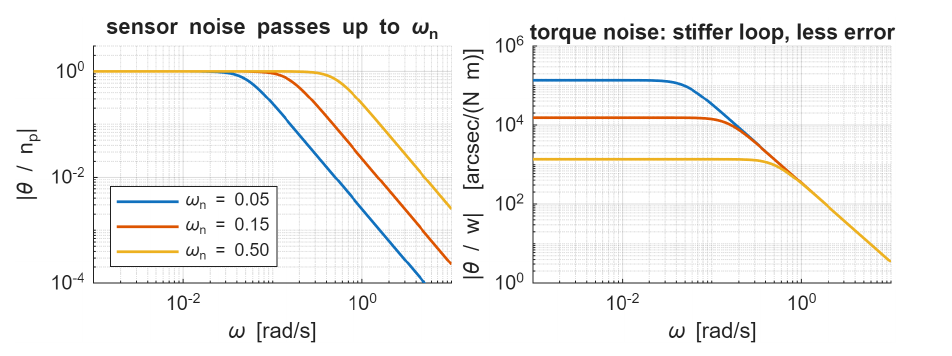 sensor noise passes up to ωn
|θ / np|
10^0
10^-2
10^-4
ωn = 0.05
ωn = 0.15
ωn = 0.50
10^-2
10^0
ω [rad/s]
torque noise: stiffer loop, less error
|θ / w| [arcsec/(N m)]
10^6
10^4
10^2
10^0
10^-2
10^0
ω [rad/s]